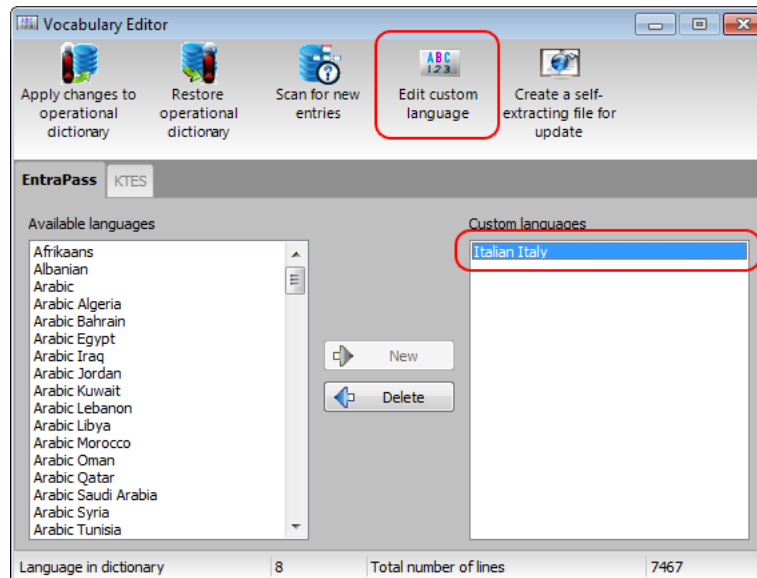 Vocabulary Editor
Apply changes to
operational
dictionary
Restore
operational
dictionary
Scan for new
entries
ABC
123
Edit custom
language
Create a self-
extracting file for
update
EntraPass
KTES
Available languages
Custom languages
Afrikaans
Albanian
Arabic
Arabic Algeria
Arabic Bahrain
Arabic Egypt
Arabic Iraq
Arabic Jordan
Arabic Kuwait
Arabic Lebanon
Arabic Libya
Arabic Morocco
Arabic Oman
Arabic Qatar
Arabic Saudi Arabia
Arabic Syria
Arabic Tunisia
New
Delete
Italian Italy
Language in dictionary 8 Total number of lines 7467